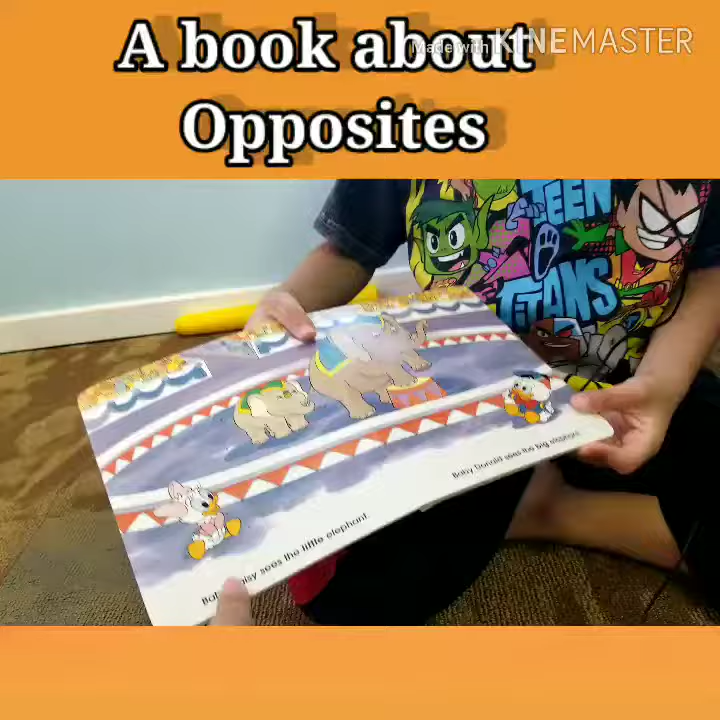 A book about
Made with KINEMASTER
Opposites
TEEN
TITANS
Baby Donald sees the big elephant.
Baby Daisy sees the little elephant.